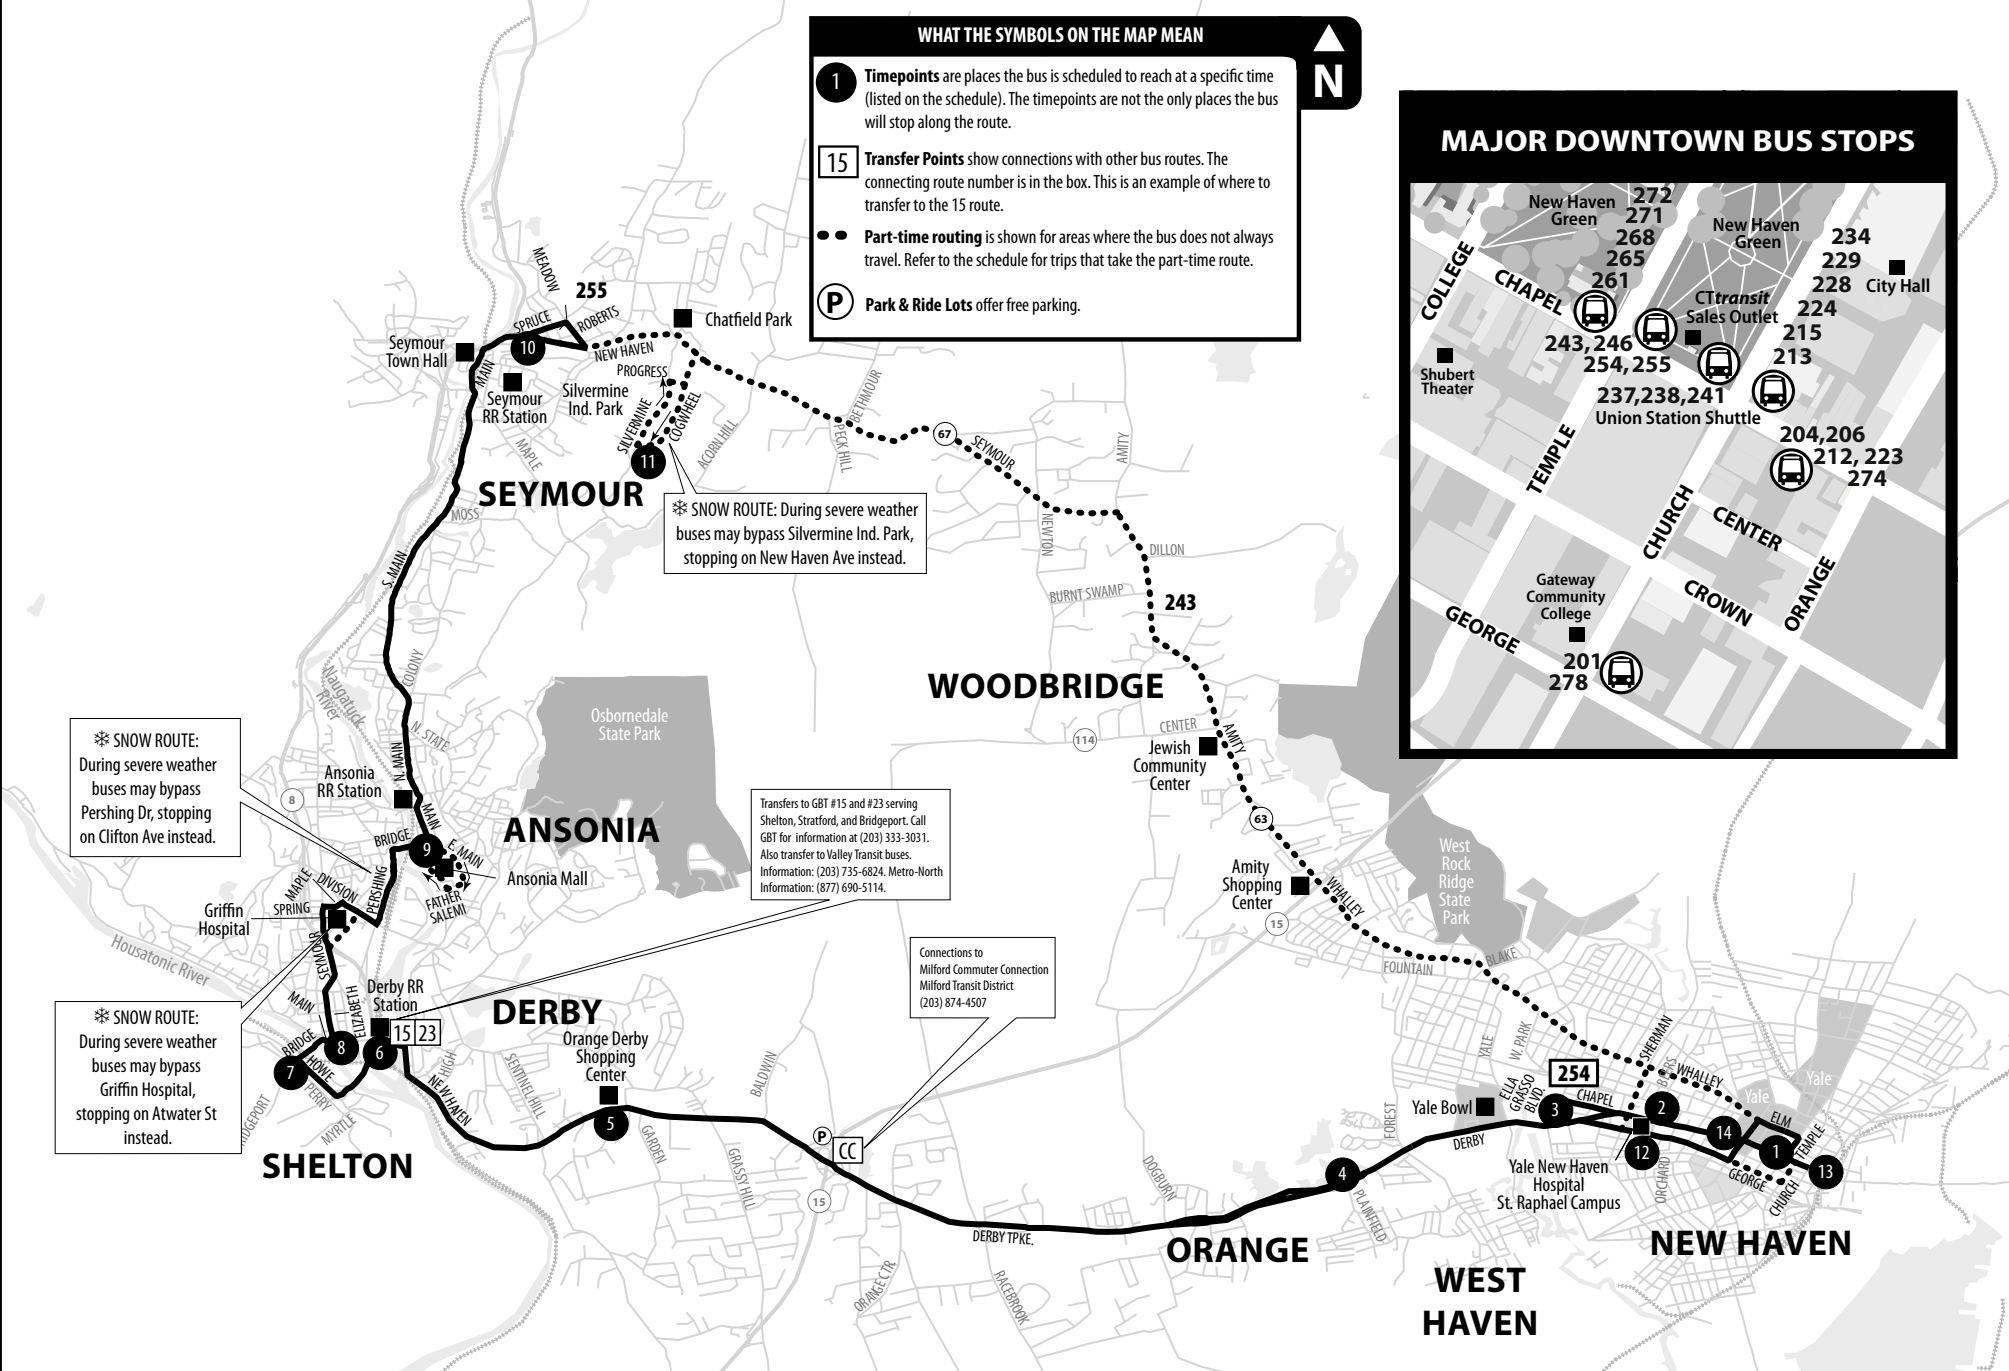 WHAT THE SYMBOLS ON THE MAP MEAN
N
1
Timepoints are places the bus is scheduled to reach at a specific time
(listed on the schedule). The timepoints are not the only places the bus
will stop along the route.
15
Transfer Points show connections with other bus routes. The
connecting route number is in the box. This is an example of where to
transfer to the 15 route.
Part-time routing is shown for areas where the bus does not always
travel. Refer to the schedule for trips that take the part-time route.
P
Park & Ride Lots offer free parking.
MAJOR DOWNTOWN BUS STOPS
New Haven
Green
272
271
268
265
261
New Haven
Green
234
229
228
224
215
213
City Hall
COLLEGE
CHAPEL
CTtransit
Sales Outlet
243, 246
254, 255
Shubert
Theater
237,238,241
Union Station Shuttle
204,206
212, 223
274
TEMPLE
CHURCH
CENTER
ORANGE
CROWN
GEORGE
Gateway
Community
College
201
278
MEADOW
255
SPRUCE
ROBERTS
Chatfield Park
Seymour
Town Hall
10
NEW HAVEN
MAIN
Seymour
RR Station
Silvermine
Ind. Park
PROGRESS
SILVERMINE
COGWHEEL
ACORN HILL
MAPLE
11
SEYMOUR
BETHMOUR
PECK HILL
67
SEYMOUR
AMITY
MOSS
❄ SNOW ROUTE: During severe weather
buses may bypass Silvermine Ind. Park,
stopping on New Haven Ave instead.
NEWTON
DILLON
BURNT SWAMP
243
S. MAIN
COLONY
Naugatuck
River
WOODBRIDGE
Osbornedale
State Park
N. STATE
N. MAIN
CENTER
114
AMITY
Jewish
Community
Center
❄ SNOW ROUTE:
During severe weather
buses may bypass
Pershing Dr, stopping
on Clifton Ave instead.
8
Ansonia
RR Station
MAIN
BRIDGE
9
E. MAIN
ANSONIA
Ansonia Mall
FATHER
SALEMI
Transfers to GBT #15 and #23 serving
Shelton, Stratford, and Bridgeport. Call
GBT for information at (203) 333-3031.
Also transfer to Valley Transit buses.
Information: (203) 735-6824. Metro-North
Information: (877) 690-5114.
63
Amity
Shopping
Center
WHALLEY
15
West
Rock
Ridge
State
Park
MAPLE
DIVISION
SPRING
PERSHING
Griffin
Hospital
Housatonic River
SEYMOUR
Connections to
Milford Commuter Connection
Milford Transit District
(203) 874-4507
FOUNTAIN
BLAKE
❄ SNOW ROUTE:
During severe weather
buses may bypass
Griffin Hospital,
stopping on Atwater St
instead.
MAIN
ELIZABETH
Derby RR
Station
15
23
DERBY
Orange Derby
Shopping
Center
BRIDGE
8
6
7
HOWE
PERRY
MYRTLE
HIGH
NEW HAVEN
SENTINEL HILL
5
GARDEN
BALDWIN
GRASSY HILL
P
CC
15
SHELTON
DERBY TPKE.
ORANGE CTR.
RACEBROOK
DOGBURN
ORANGE
4
PLAINFIELD
FOREST
Yale Bowl
DERBY
YALE
W. PARK
ELLA
GRASSO
BLVD.
254
CHAPEL
3
SHERMAN
BYERS
WHALLEY
2
Yale
Yale
ELM
14
TEMPLE
1
12
13
GEORGE
CHURCH
ORCHARD
Yale New Haven
Hospital
St. Raphael Campus
NEW HAVEN
WEST
HAVEN